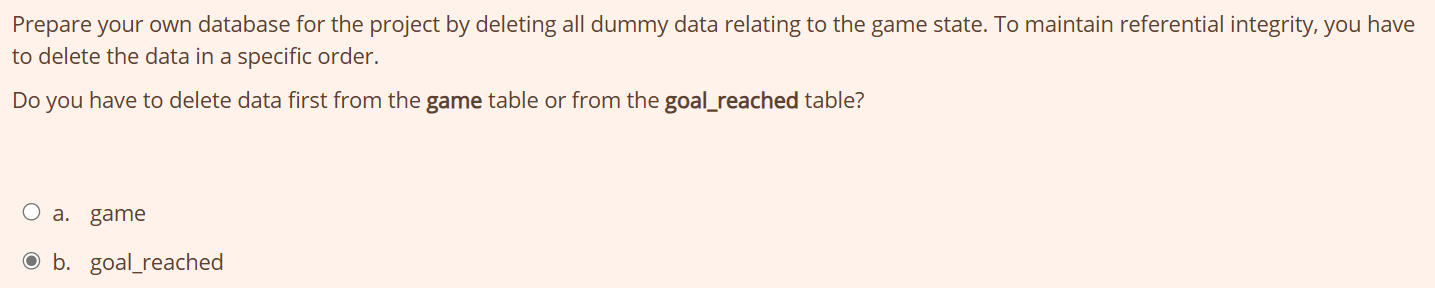 Prepare your own database for the project by deleting all dummy data relating to the game state. To maintain referential integrity, you have
to delete the data in a specific order.
Do you have to delete data first from the game table or from the goal_reached table?
a. game
b. goal_reached